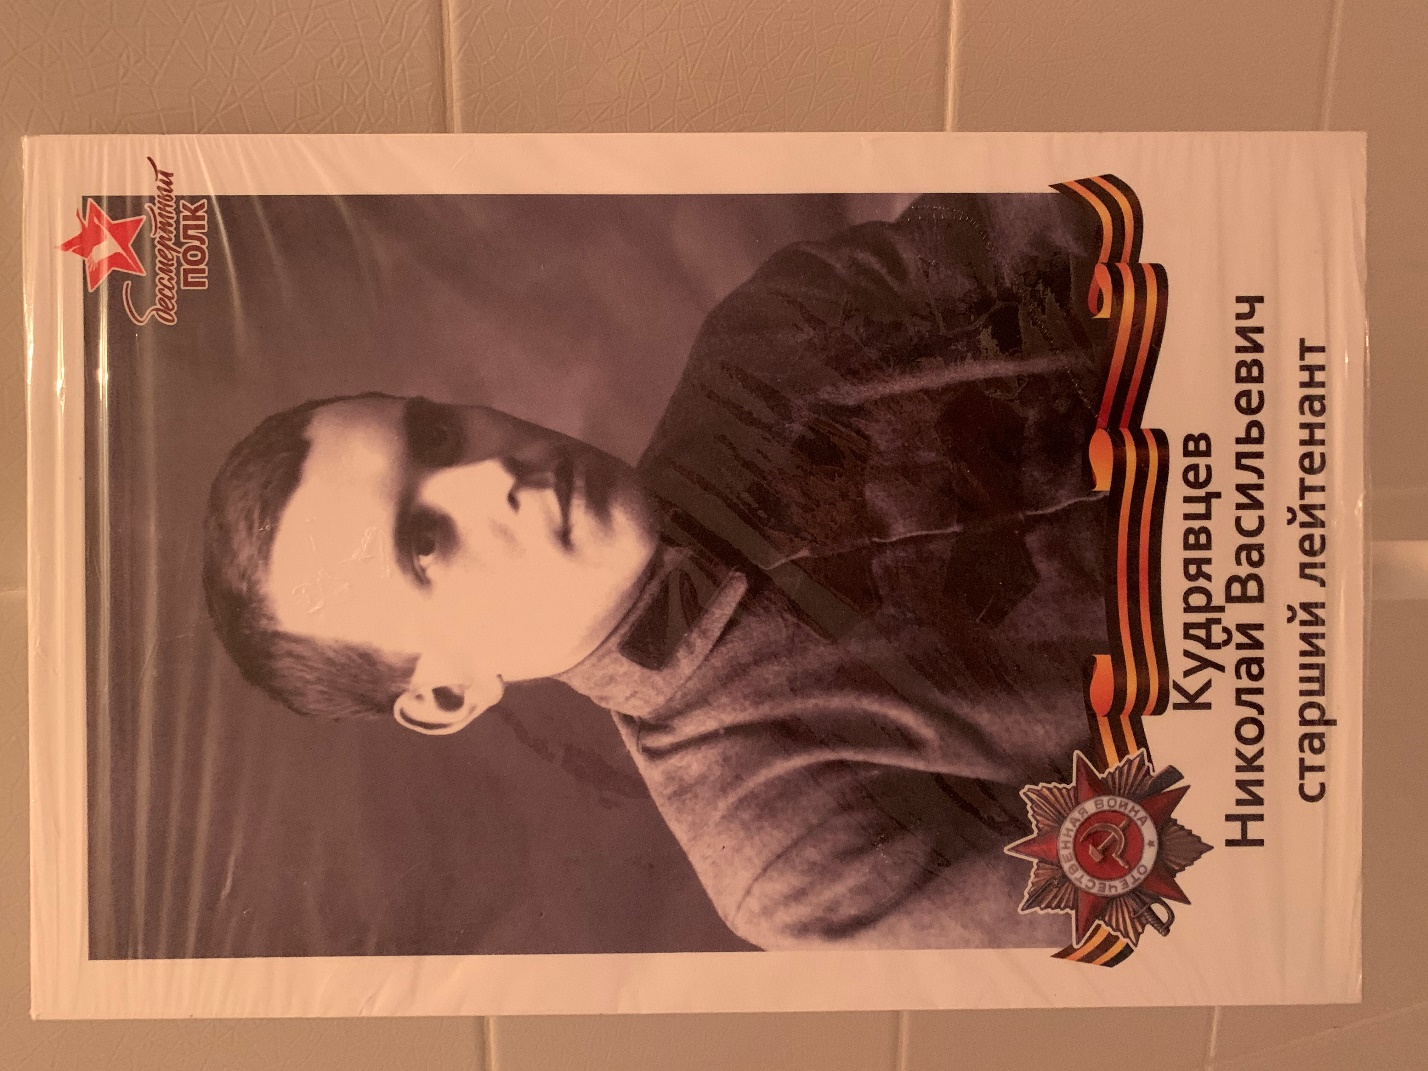 бессмертный
ПОЛК
ОТЕЧЕСТВЕННАЯ ВОЙНА
Кудрявцев
Николай Васильевич
старший лейтенант